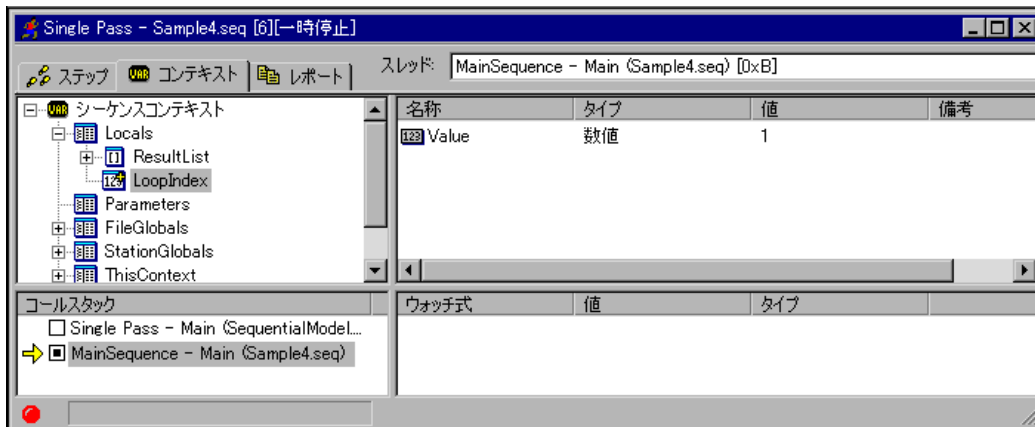 Single Pass - Sample4.seq [6][一時停止]
ステップ コンテキスト レポート スレッド: MainSequence - Main (Sample4.seq) [0xB]
シーケンスコンテキスト
Locals
ResultList
LoopIndex
Parameters
FileGlobals
StationGlobals
ThisContext
名称 タイプ 値 備考
Value 数値 1
コールスタック
Single Pass - Main (SequentialModel...
MainSequence - Main (Sample4.seq)
ウォッチ式 値 タイプ